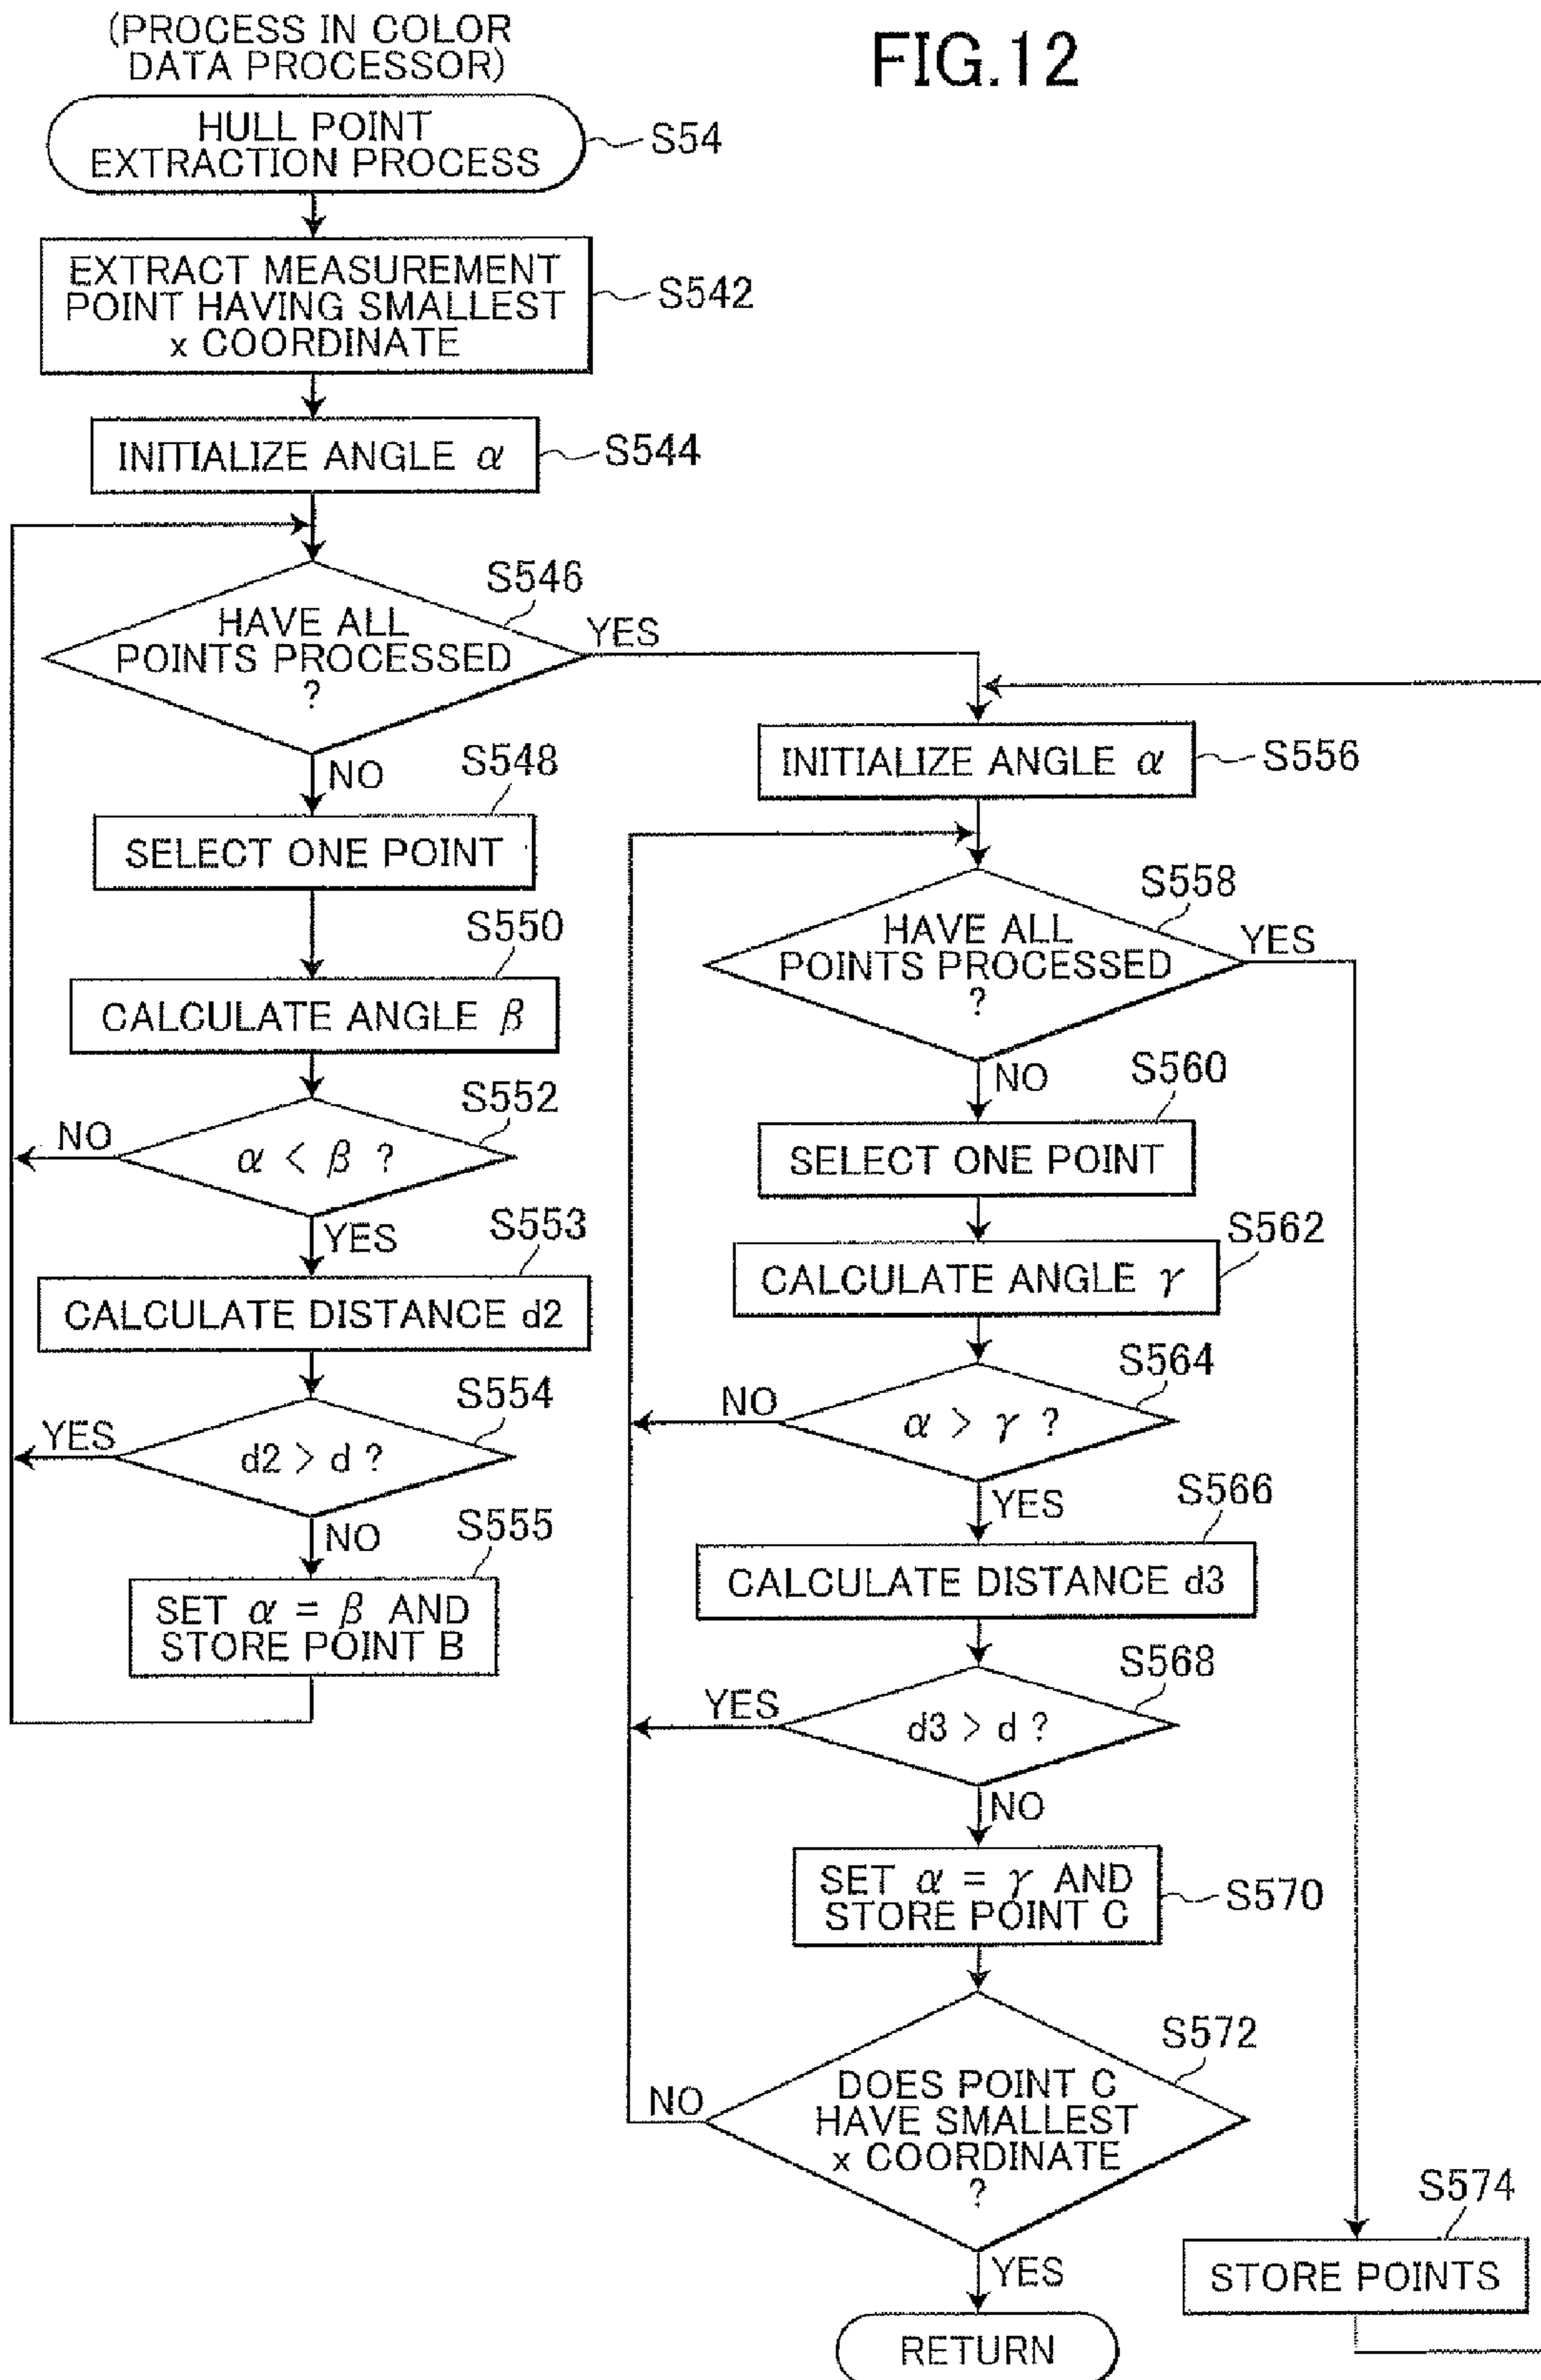 (PROCESS IN COLOR
DATA PROCESSOR)
FIG.12
HULL POINT
EXTRACTION PROCESS
S54
EXTRACT MEASUREMENT
POINT HAVING SMALLEST
x COORDINATE
S542
INITIALIZE ANGLE α
S544
S546
HAVE ALL
POINTS PROCESSED
?
YES
NO
S548
SELECT ONE POINT
S550
CALCULATE ANGLE β
S552
NO
α < β ?
YES
S553
CALCULATE DISTANCE d2
S554
YES
d2 > d ?
NO
S555
SET α = β AND
STORE POINT B
INITIALIZE ANGLE α
S556
S558
HAVE ALL
POINTS PROCESSED
?
YES
NO
S560
SELECT ONE POINT
S562
CALCULATE ANGLE γ
S564
NO
α > γ ?
YES
S566
CALCULATE DISTANCE d3
S568
YES
d3 > d ?
NO
SET α = γ AND
STORE POINT C
S570
S572
DOES POINT C
HAVE SMALLEST
x COORDINATE
?
NO
YES
S574
STORE POINTS
RETURN